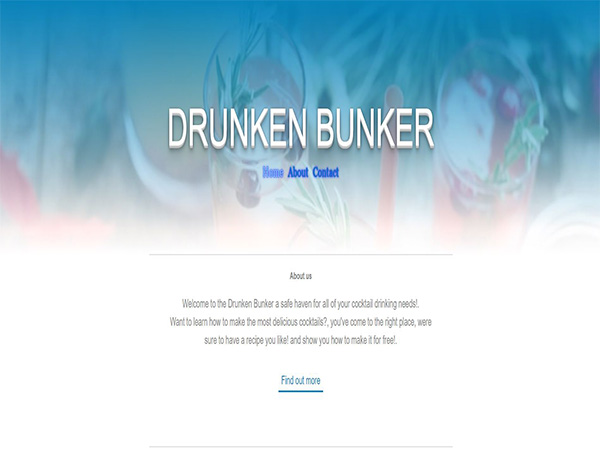 DRUNKEN BUNKER
Home About Contact
About us
Welcome to the Drunken Bunker a safe haven for all of your cocktail drinking needs!.
Want to learn how to make the most delicious cocktails?, you've come to the right place, were
sure to have a recipe you like! and show you how to make it for free!.
Find out more